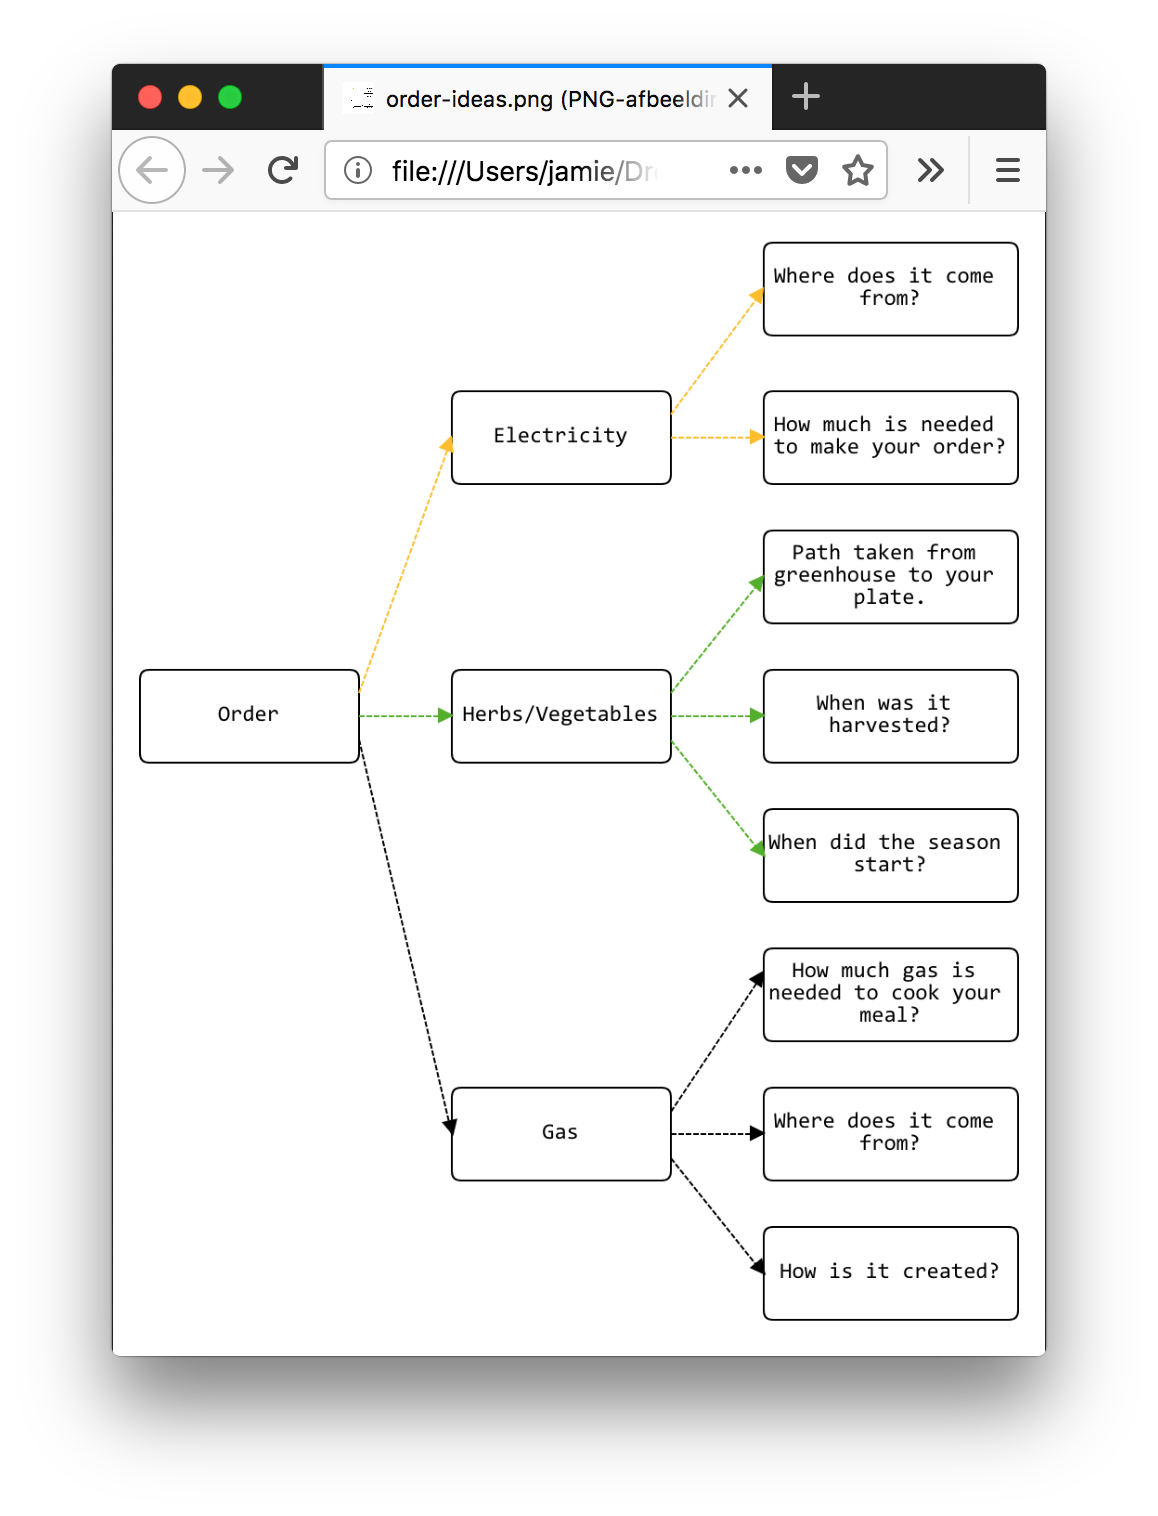 order-ideas.png (PNG-afbeeldin
file:///Users/jamie/Dr
Where does it come
from?
Electricity
How much is needed
to make your order?
Path taken from
greenhouse to your
plate.
Order
Herbs/Vegetables
When was it
harvested?
When did the season
start?
How much gas is
needed to cook your
meal?
Gas
Where does it come
from?
How is it created?